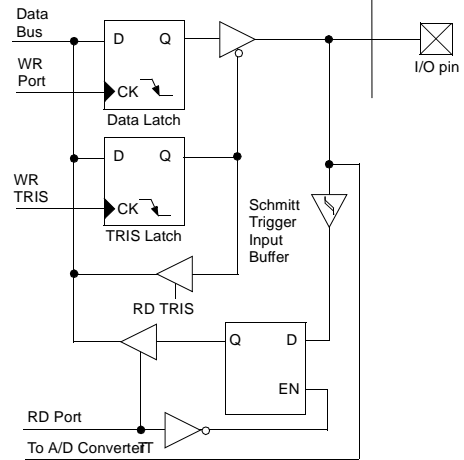 Data
Bus
D
Q
WR
Port
CK
I/O pin
Data Latch
D
Q
WR
TRIS
CK
TRIS Latch
Schmitt
Trigger
Input
Buffer
RD TRIS
Q
D
EN
RD Port
To A/D Converter